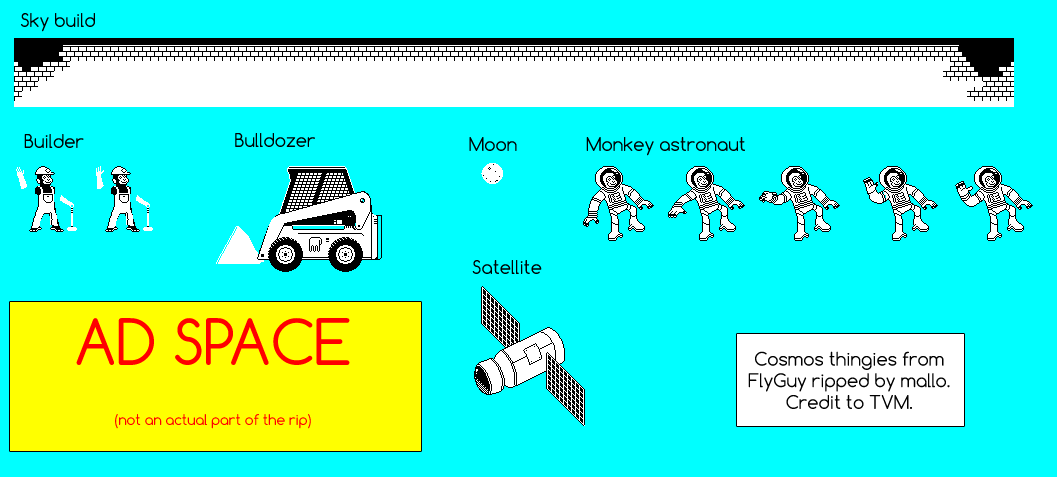 Sky build
Builder
Bulldozer
Moon
Monkey astronaut
Satellite
AD SPACE
(not an actual part of the rip)
Cosmos thingies from
FlyGuy ripped by mallo.
Credit to TVM.